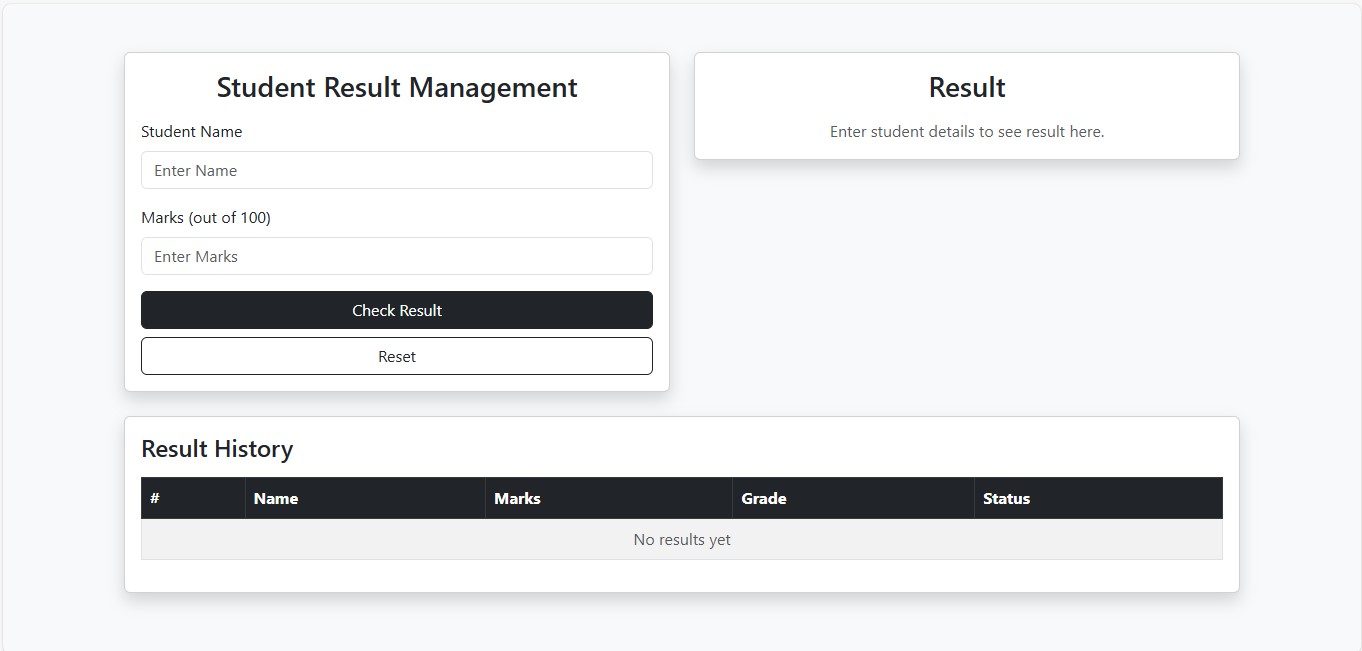 Student Result Management
Student Name
Enter Name
Marks (out of 100)
Enter Marks
Check Result
Reset
Result
Enter student details to see result here.
Result History
# Name Marks Grade Status
No results yet